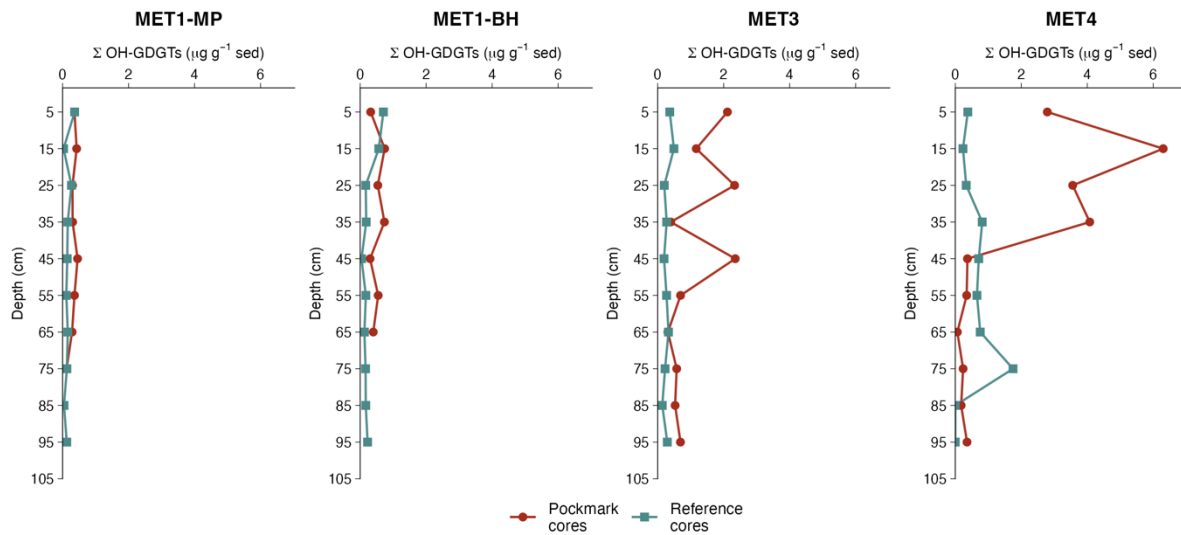 MET1-MP
Σ OH-GDGTs (μg g⁻¹ sed)
0 2 4 6
Depth (cm)
5
15
25
35
45
55
65
75
85
95
105
MET1-BH
Σ OH-GDGTs (μg g⁻¹ sed)
0 2 4 6
Depth (cm)
5
15
25
35
45
55
65
75
85
95
105
MET3
Σ OH-GDGTs (μg g⁻¹ sed)
0 2 4 6
Depth (cm)
5
15
25
35
45
55
65
75
85
95
105
MET4
Σ OH-GDGTs (μg g⁻¹ sed)
0 2 4 6
Depth (cm)
5
15
25
35
45
55
65
75
85
95
105
Pockmark
cores
Reference
cores